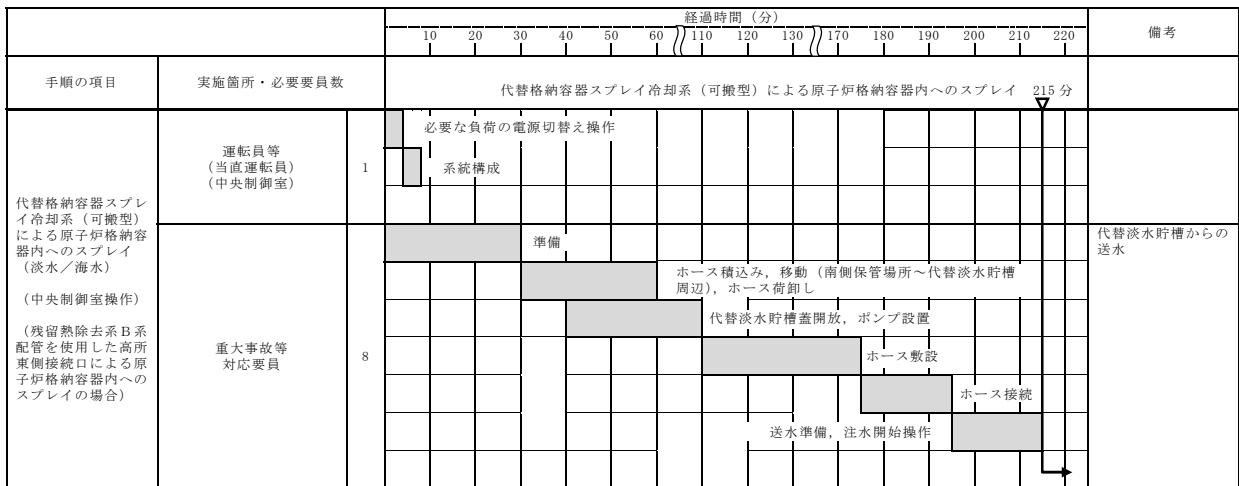 経過時間（分）
10 20 30 40 50 60 110 120 130 170 180 190 200 210 220
備考
手順の項目
実施箇所・必要要員数
代替格納容器スプレイ冷却系（可搬型）による原子炉格納容器内へのスプレイ 215分
代替格納容器スプレ
イ冷却系（可搬型）
による原子炉格納容
器内へのスプレイ
（淡水／海水）
（中央制御室操作）
（残留熱除去系Ｂ系
配管を使用した高所
東側接続口による原
子炉格納容器内への
スプレイの場合）
運転員等
（当直運転員）
（中央制御室）
1
必要な負荷の電源切替え操作
系統構成
重大事故等
対応要員
8
準備
ホース積込み，移動（南側保管場所～代替淡水貯槽
周辺），ホース荷卸し
代替淡水貯槽蓋開放，ポンプ設置
ホース敷設
ホース接続
送水準備，注水開始操作
代替淡水貯槽からの
送水